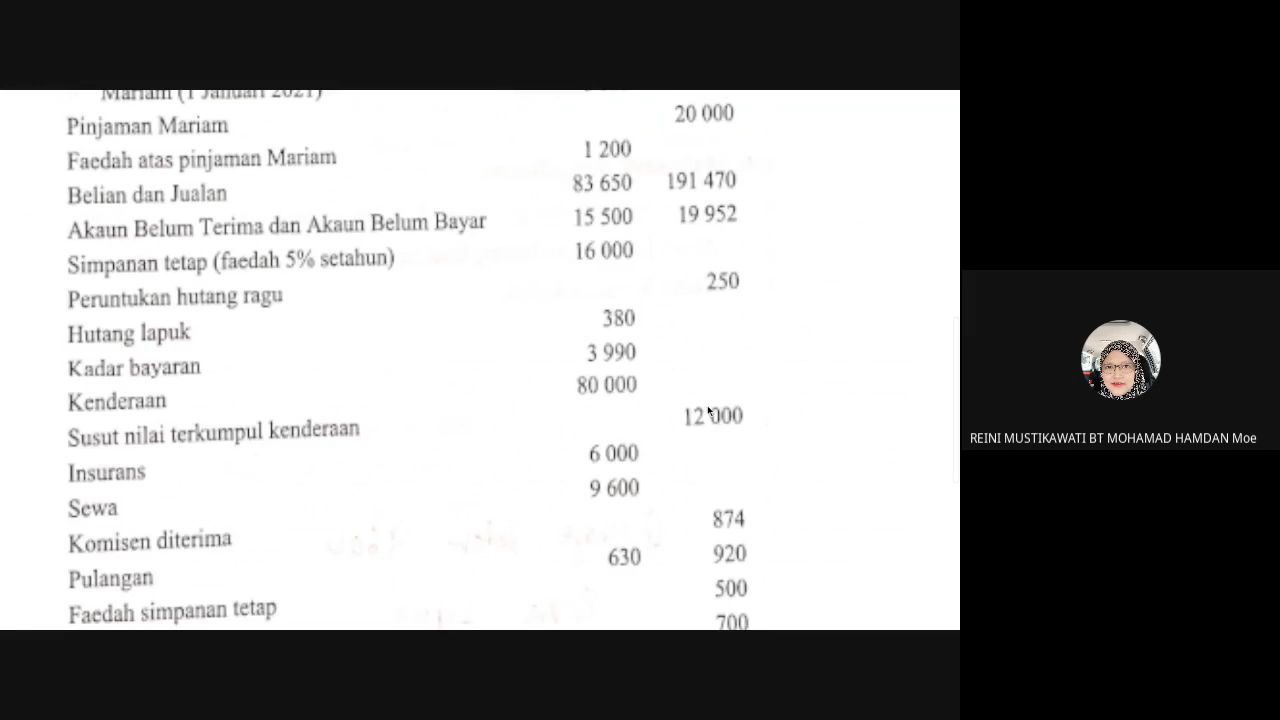 Mariam (1 Januari 2021)
Pinjaman Mariam 20 000
Faedah atas pinjaman Mariam 1 200
Belian dan Jualan 83 650 191 470
Akaun Belum Terima dan Akaun Belum Bayar 15 500 19 952
Simpanan tetap (faedah 5% setahun) 16 000
Peruntukan hutang ragu 250
Hutang lapuk 380
Kadar bayaran 3 990
Kenderaan 80 000
Susut nilai terkumpul kenderaan 12 000
Insurans 6 000
Sewa 9 600
Komisen diterima 874
Pulangan 630 920
Faedah simpanan tetap 500
700
REINI MUSTIKAWATI BT MOHAMAD HAMDAN Moe